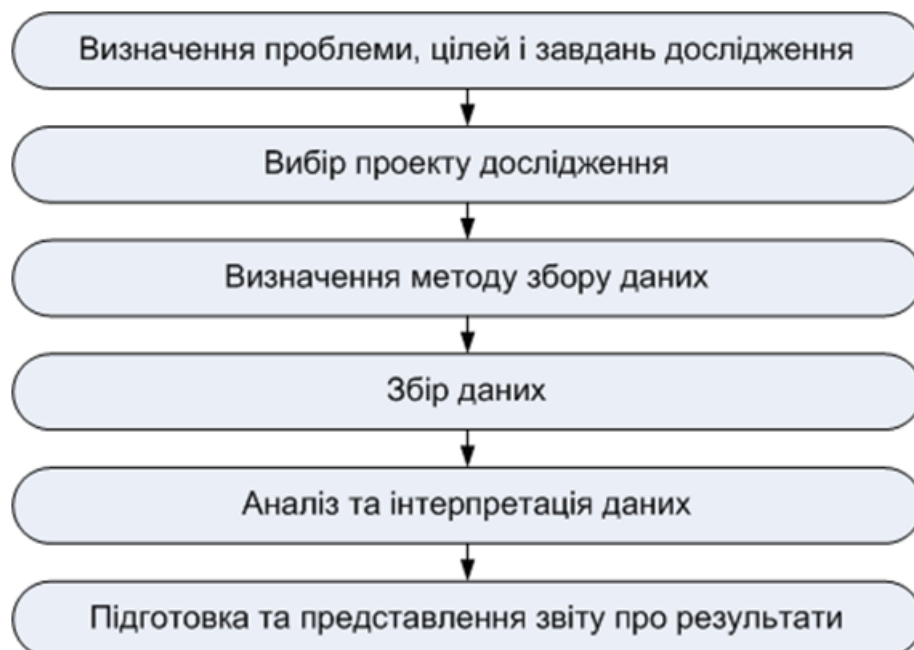 Визначення проблеми, цілей і завдань дослідження
Вибір проекту дослідження
Визначення методу збору даних
Збір даних
Аналіз та інтерпретація даних
Підготовка та представлення звіту про результати